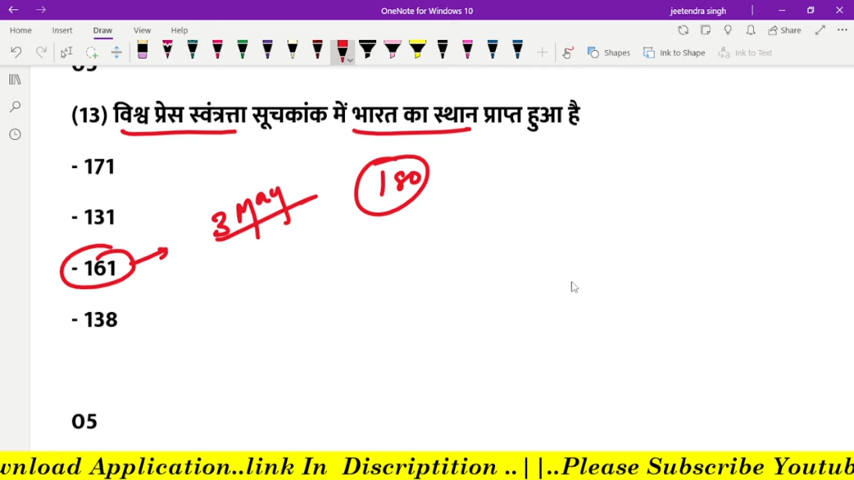 OneNote for Windows 10
jeetendra singh
Home Insert Draw View Help
Share
Shapes Ink to Shape Ink to Text
05
(13) विश्व प्रेस स्वंत्रत्ता सूचकांक में भारत का स्थान प्राप्त हुआ है
- 171
180
3 May
- 131
- 161
- 138
05
wnload Application..link In Discriptition ..||..Please Subscribe Youtub